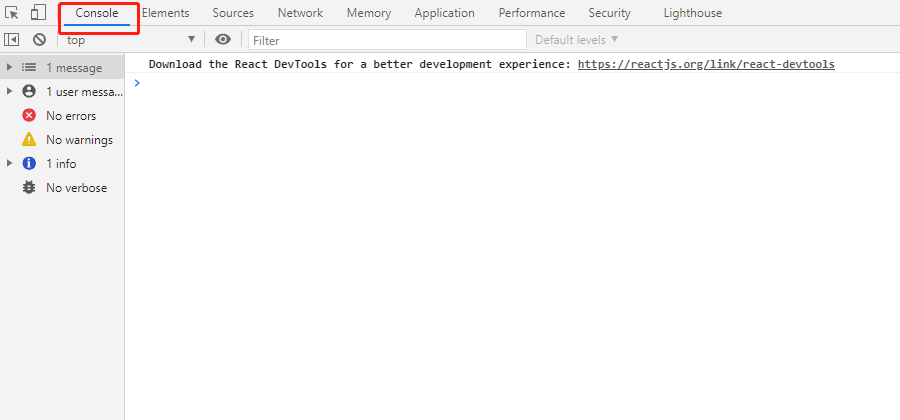 Console Elements Sources Network Memory Application Performance Security Lighthouse
top Filter Default levels
1 message Download the React DevTools for a better development experience: https://reactjs.org/link/react-devtools
1 user messa...
No errors
No warnings
1 info
No verbose